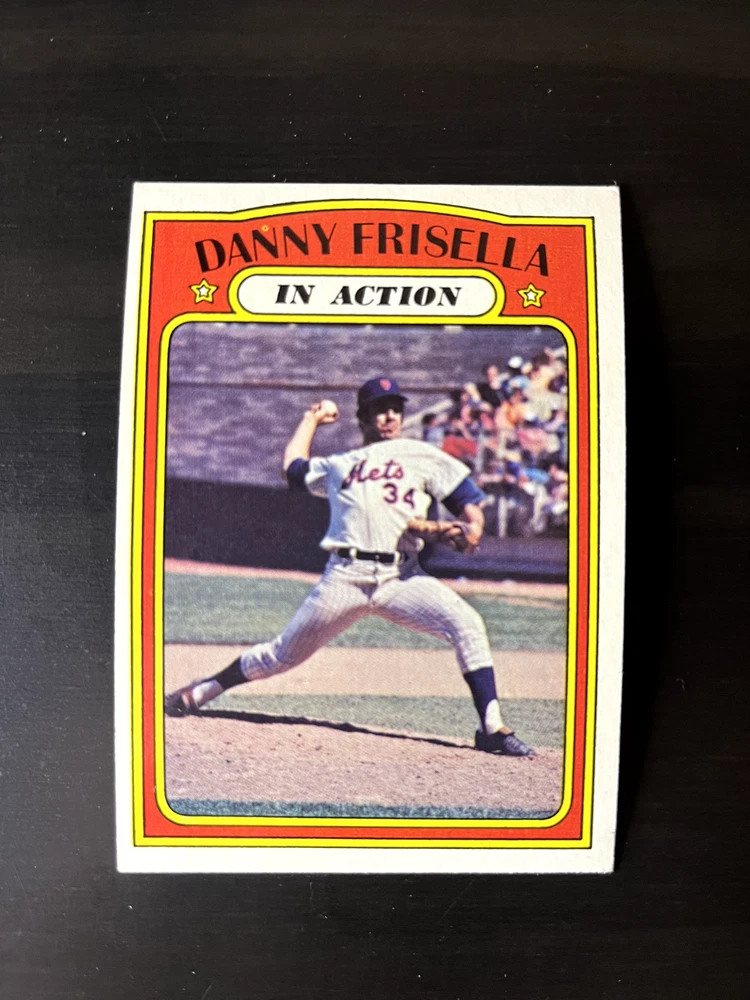 DANNY FRISELLA
IN ACTION
Mets
34